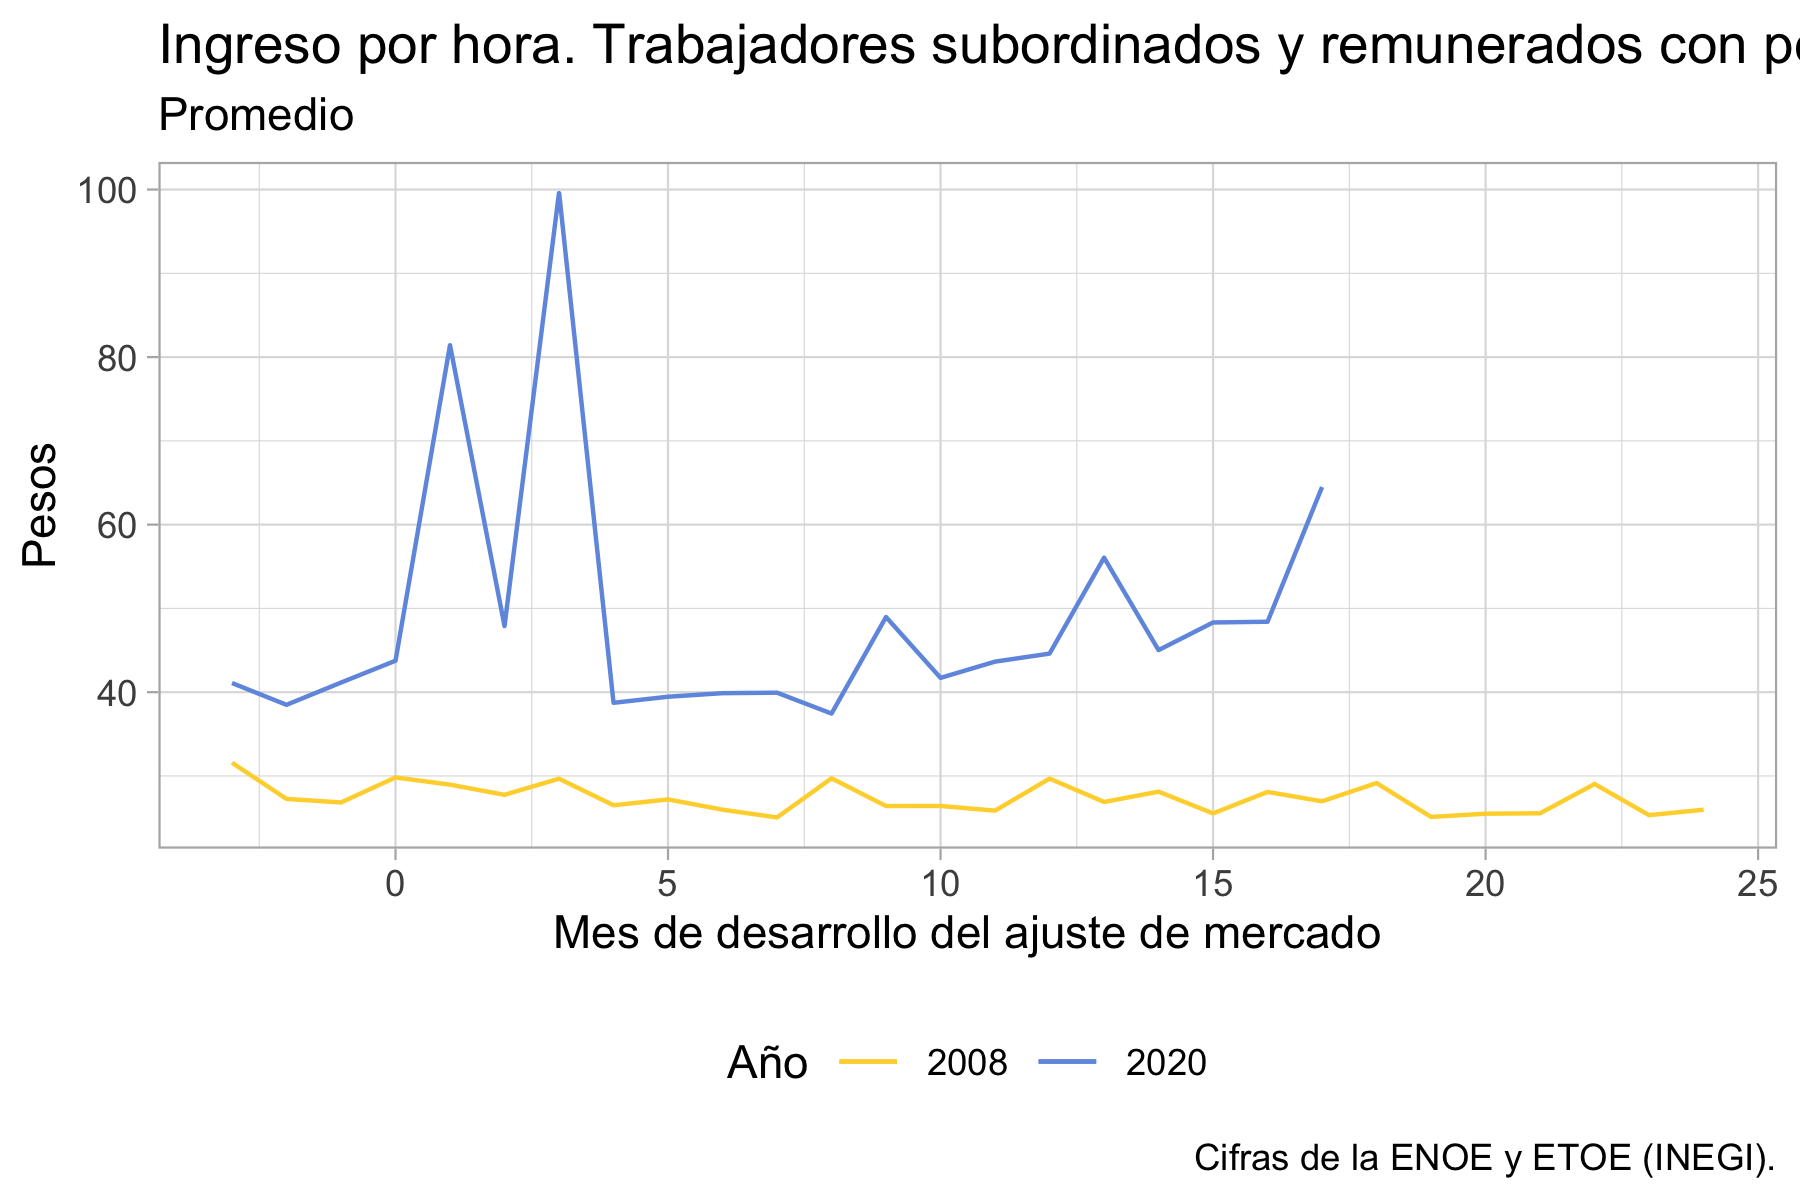 Ingreso por hora. Trabajadores subordinados y remunerados con
Promedio
100
80
60
40
Pesos
0 5 10 15 20 25
Mes de desarrollo del ajuste de mercado
Año 2008 2020
Cifras de la ENOE y ETOE (INEGI).